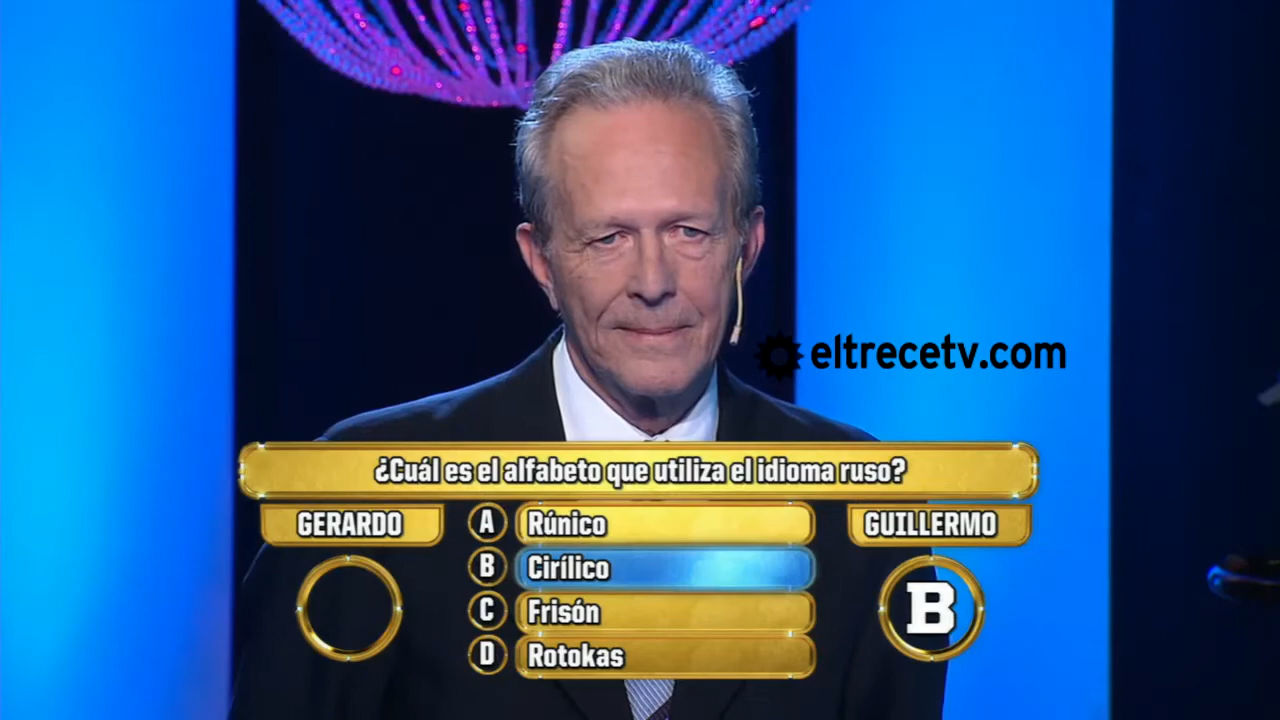 eltrecetv.com
¿Cuál es el alfabeto que utiliza el idioma ruso?
GERARDO
A Rúnico
B Cirílico
C Frisón
D Rotokas
GUILLERMO
B